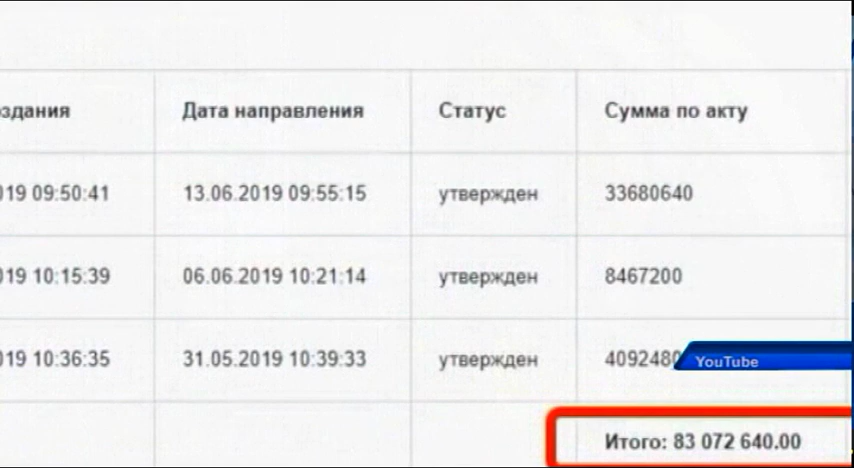 оздания Дата направления Статус Сумма по акту
019 09:50:41 13.06.2019 09:55:15 утвержден 33680640
019 10:15:39 06.06.2019 10:21:14 утвержден 8467200
019 10:36:35 31.05.2019 10:39:33 утвержден 4092480
YouTube
Итого: 83 072 640.00